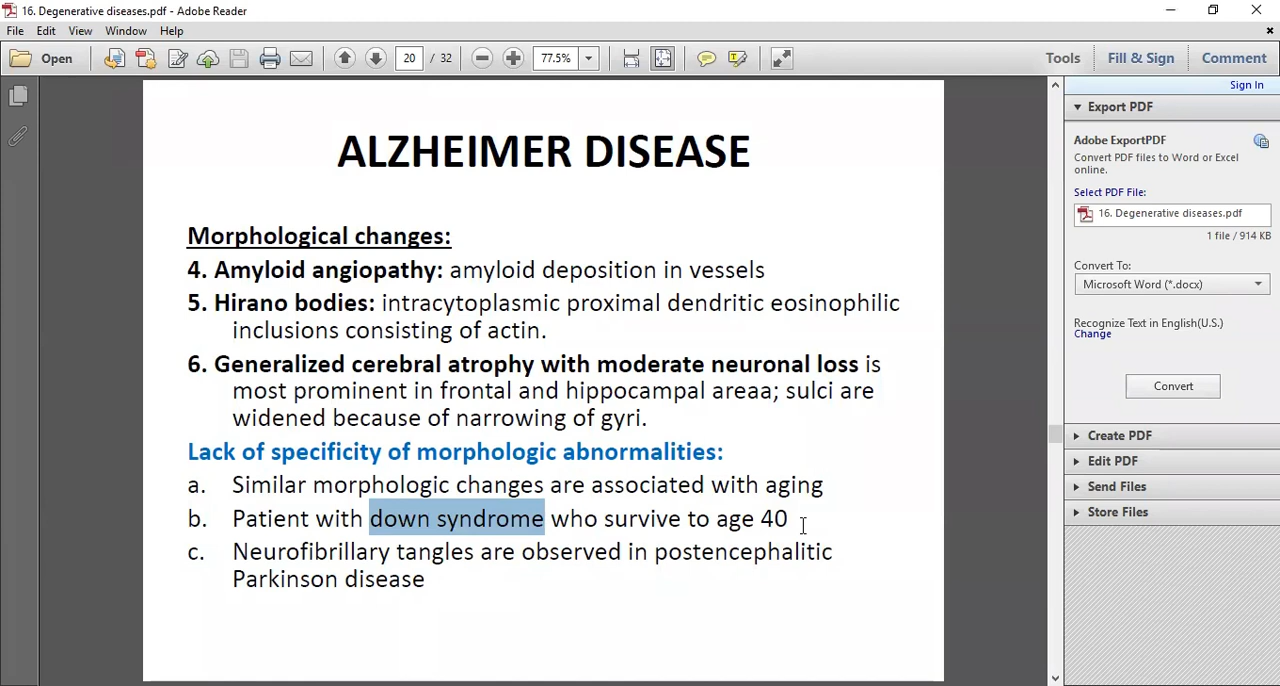 16. Degenerative diseases.pdf - Adobe Reader
File Edit View Window Help
Open 20 / 32 77.5% Tools Fill & Sign Comment
Sign In
ALZHEIMER DISEASE
Morphological changes:
4. Amyloid angiopathy: amyloid deposition in vessels
5. Hirano bodies: intracytoplasmic proximal dendritic eosinophilic
inclusions consisting of actin.
6. Generalized cerebral atrophy with moderate neuronal loss is
most prominent in frontal and hippocampal areaa; sulci are
widened because of narrowing of gyri.
Lack of specificity of morphologic abnormalities:
a. Similar morphologic changes are associated with aging
b. Patient with down syndrome who survive to age 40
c. Neurofibrillary tangles are observed in postencephalitic
Parkinson disease
Export PDF
Adobe ExportPDF
Convert PDF files to Word or Excel
online.
Select PDF File:
16. Degenerative diseases.pdf
1 file / 914 KB
Convert To:
Microsoft Word (*.docx)
Recognize Text in English(U.S.)
Change
Convert
Create PDF
Edit PDF
Send Files
Store Files